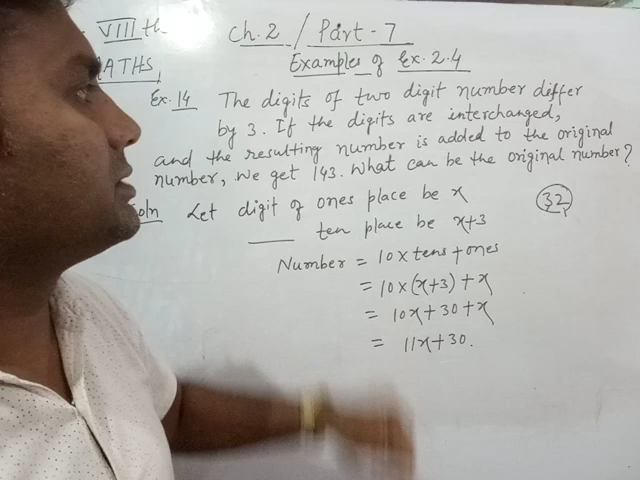 VIII th Ch. 2 / Part - 7
ATHS Examples of Ex. 2.4
Ex. 14 The digits of two digit number differ
by 3. If the digits are interchanged,
and the resulting number is added to the original
number, we get 143. What can be the original number?
Soln Let digit of ones place be x 32
ten place be x+3
Number = 10 x tens + ones
= 10 x (x+3) + x
= 10x + 30 + x
= 11x + 30.